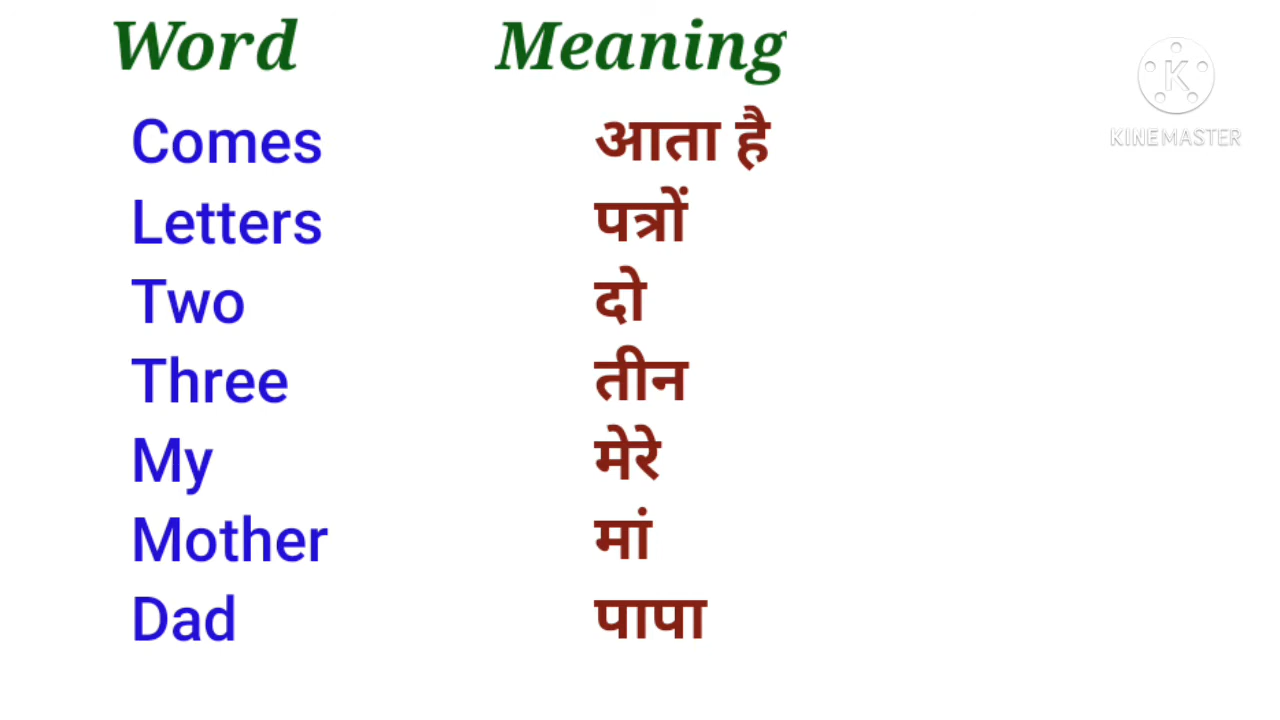 Word Meaning
KINEMASTER
Comes आता है
Letters पत्रों
Two दो
Three तीन
My मेरे
Mother मां
Dad पापा